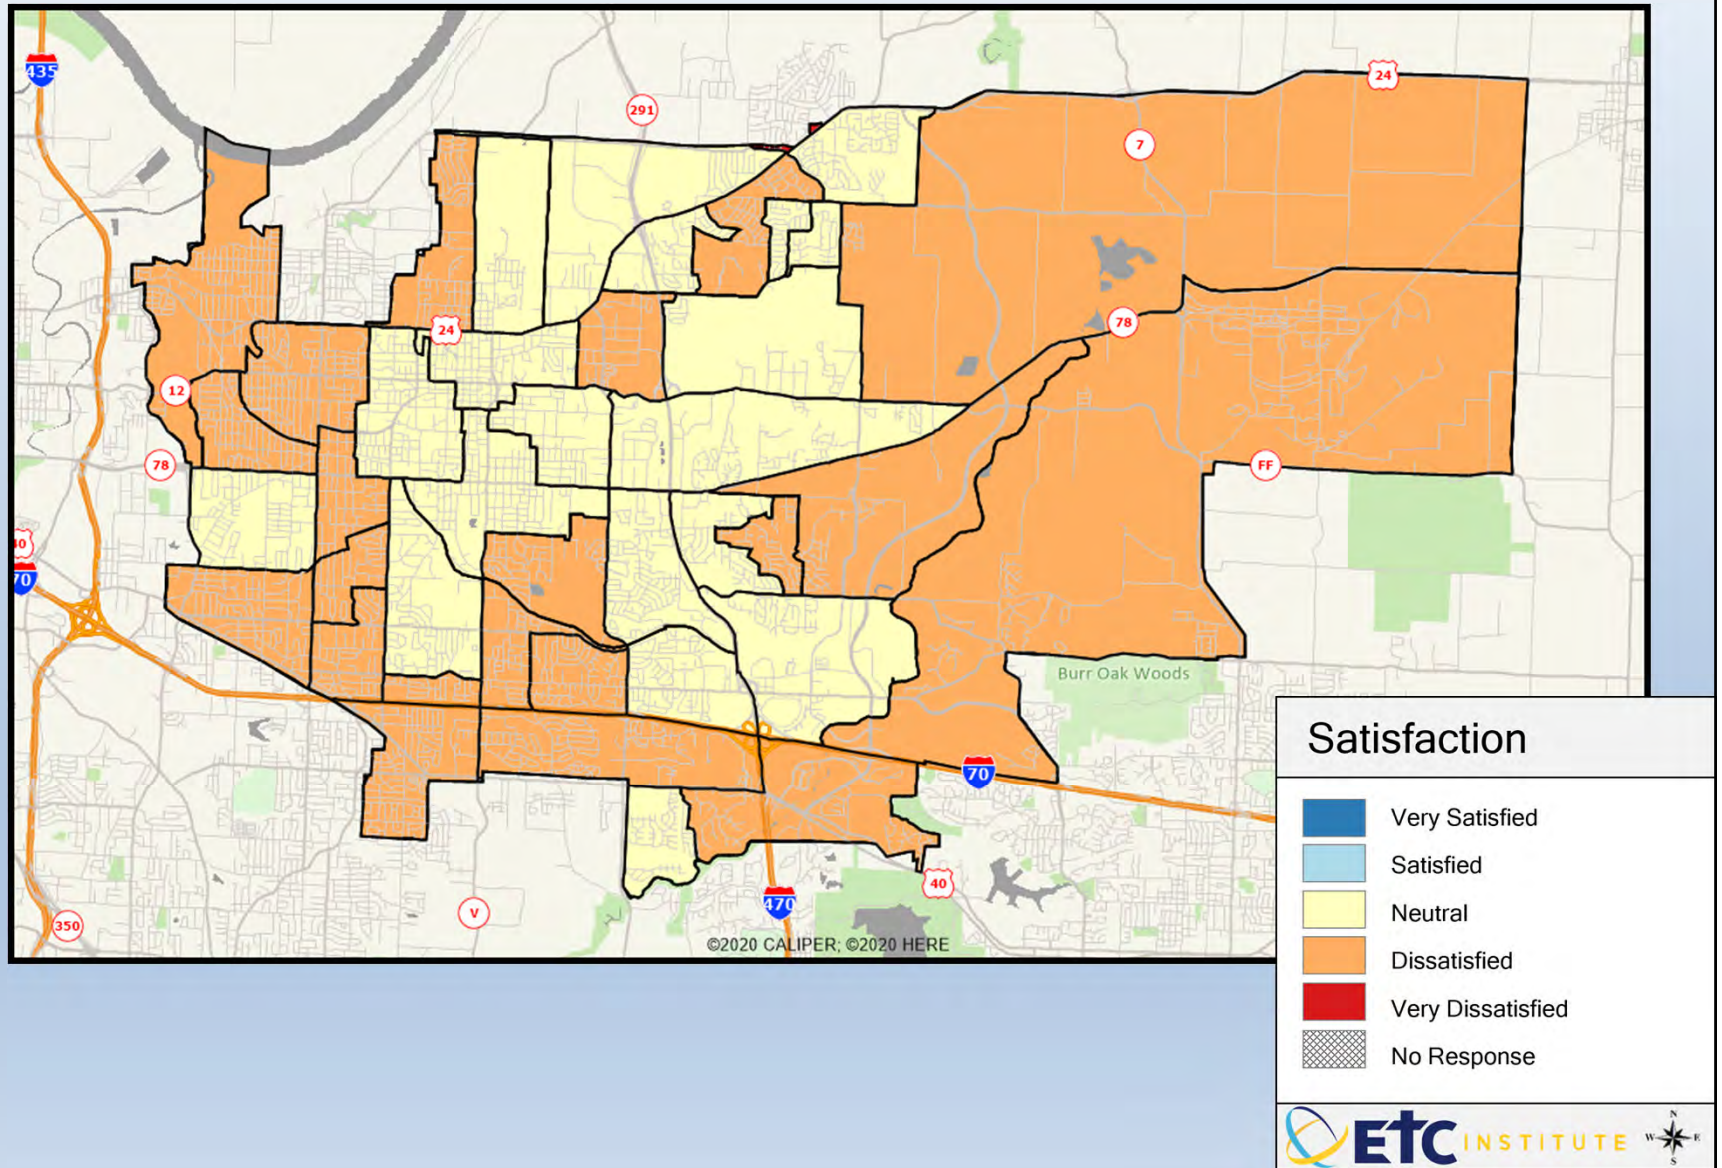 435
24
291
7
24
78
12
78
FF
40
70
Burr Oak Woods
70
40
470
V
350
©2020 CALIPER; ©2020 HERE
Satisfaction
Very Satisfied
Satisfied
Neutral
Dissatisfied
Very Dissatisfied
No Response
ETC INSTITUTE
N
W E
S